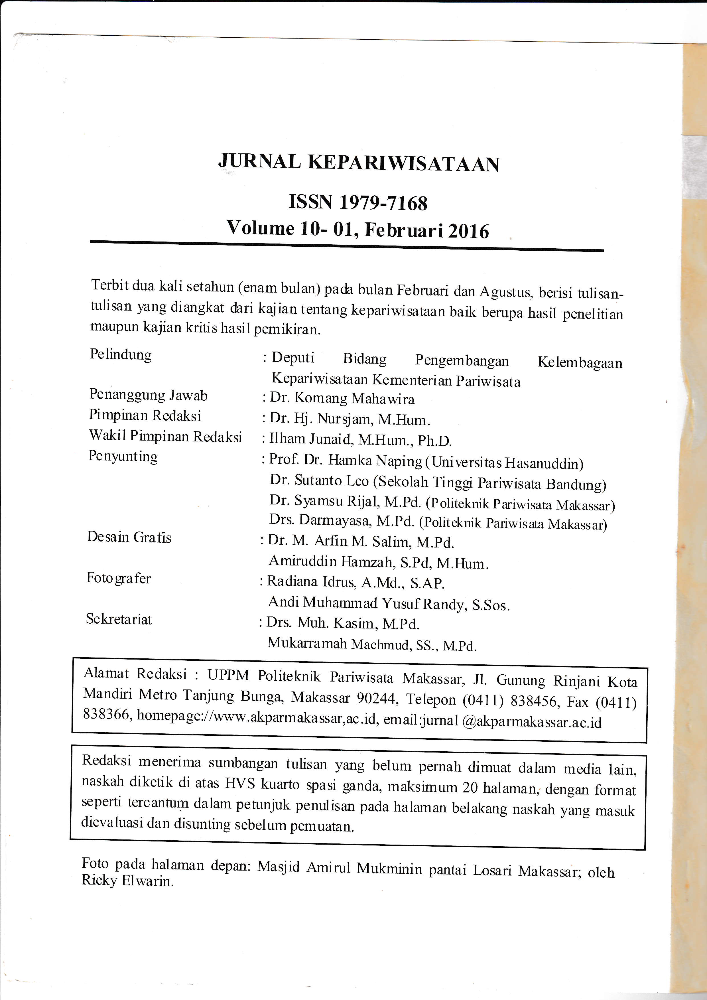 JURNAL KEPARIWISATAAN
ISSN 1979-7168
Volume 10- 01, Februari 2016
Terbit dua kali setahun (enam bulan) pada bulan Februari dan Agustus, berisi tulisan-
tulisan yang diangkat dari kajian tentang kepariwisataan baik berupa hasil penelitian
maupun kajian kritis hasil pemikiran.
Pelindung : Deputi Bidang Pengembangan Kelembagaan
Kepariwisataan Kementerian Pariwisata
Penanggung Jawab : Dr. Komang Mahawira
Pimpinan Redaksi : Dr. Hj. Nursjam, M.Hum.
Wakil Pimpinan Redaksi : Ilham Junaid, M.Hum., Ph.D.
Penyunting : Prof. Dr. Hamka Naping (Universitas Hasanuddin)
Dr. Sutanto Leo (Sekolah Tinggi Pariwisata Bandung)
Dr. Syamsu Rijal, M.Pd. (Politeknik Pariwisata Makassar)
Drs. Darmayasa, M.Pd. (Politeknik Pariwisata Makassar)
Desain Grafis : Dr. M. Arfin M. Salim, M.Pd.
Amiruddin Hamzah, S.Pd, M.Hum.
Fotografer : Radiana Idrus, A.Md., S.AP.
Andi Muhammad Yusuf Randy, S.Sos.
Sekretariat : Drs. Muh. Kasim, M.Pd.
Mukarramah Machmud, SS., M.Pd.
Alamat Redaksi : UPPM Politeknik Pariwisata Makassar, Jl. Gunung Rinjani Kota
Mandiri Metro Tanjung Bunga, Makassar 90244, Telepon (0411) 838456, Fax (0411)
838366, homepage://www.akparmakassar,ac.id, email:jurnal @akparmakassar.ac.id
Redaksi menerima sumbangan tulisan yang belum pernah dimuat dalam media lain,
naskah diketik di atas HVS kuarto spasi ganda, maksimum 20 halaman, dengan format
seperti tercantum dalam petunjuk penulisan pada halaman belakang naskah yang masuk
dievaluasi dan disunting sebelum pemuatan.
Foto pada halaman depan: Masjid Amirul Mukminin pantai Losari Makassar; oleh
Ricky Elwarin.